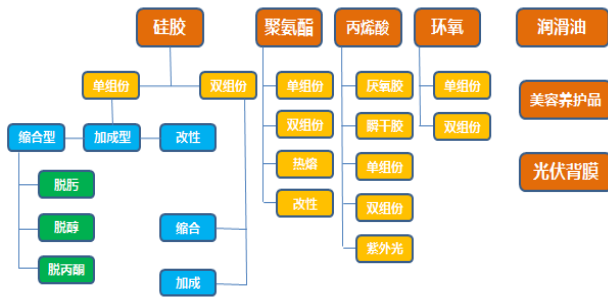 硅胶
聚氨酯
丙烯酸
环氧
润滑油
单组份
双组份
单组份
厌氧胶
单组份
美容养护品
缩合型
加成型
改性
双组份
瞬干胶
双组份
脱肟
热熔
单组份
光伏背膜
脱醇
缩合
改性
双组份
脱丙酮
加成
紫外光